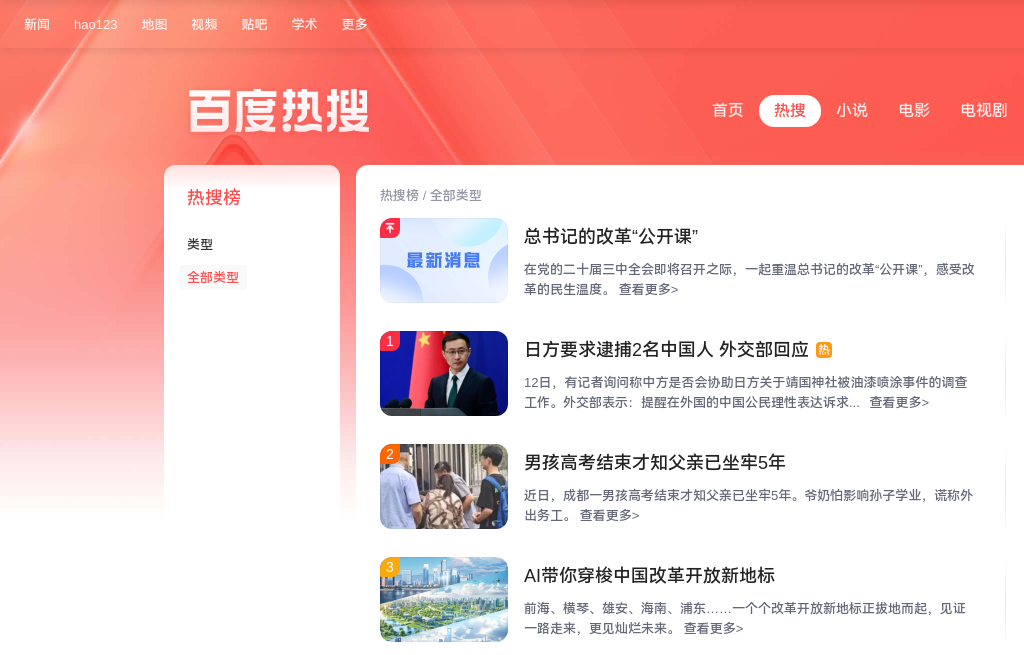 新闻 hao123 地图 视频 贴吧 学术 更多
百度热搜
首页 热搜 小说 电影 电视剧
热搜榜
类型
全部类型
热搜榜 / 全部类型
最新消息
总书记的改革“公开课”
在党的二十届三中全会即将召开之际，一起重温总书记的改革“公开课”，感受改
革的民生温度。 查看更多>
1
日方要求逮捕2名中国人 外交部回应 热
12日，有记者询问称中方是否会协助日方关于靖国神社被油漆喷涂事件的调查
工作。外交部表示：提醒在外国的中国公民理性表达诉求... 查看更多>
2
男孩高考结束才知父亲已坐牢5年
近日，成都一男孩高考结束才知父亲已坐牢5年。爷奶怕影响孙子学业，谎称外
出务工。 查看更多>
3
AI带你穿梭中国改革开放新地标
前海、横琴、雄安、海南、浦东……一个个改革开放新地标正拔地而起，见证
一路走来，更见灿烂未来。 查看更多>